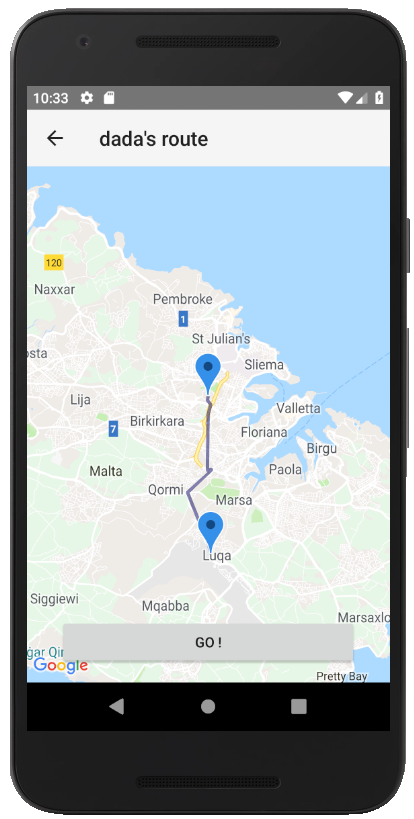 10:33
dada's route
120
Naxxar
Pembroke
1
St Julian's
osta
Sliema
Lija
Valletta
Birkirkara
7
Floriana
Birgu
Malta
Paola
Qormi
Marsa
Luqa
Siggiewi
Mqabba
Marsaxlo
GO !
ġar Qir
Google
Pretty Bay